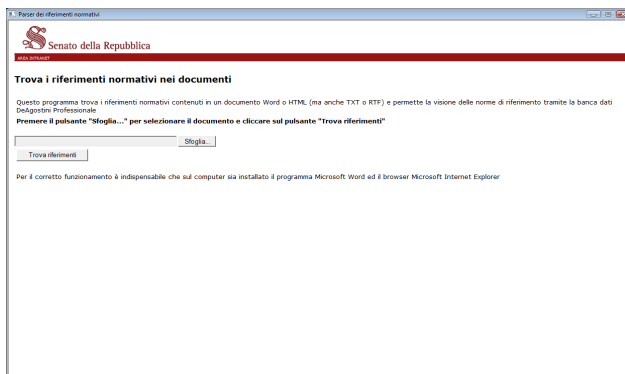 Parser dei riferimenti normativi
Senato della Repubblica
AREA INTRANET
Trova i riferimenti normativi nei documenti
Questo programma trova i riferimenti normativi contenuti in un documento Word o HTML (ma anche TXT o RTF) e permette la visione delle norme di riferimento tramite la banca dati
DeAgostini Professionale
Premere il pulsante "Sfoglia..." per selezionare il documento e cliccare sul pulsante "Trova riferimenti"
Sfoglia...
Trova riferimenti
Per il corretto funzionamento è indispensabile che sul computer sia installato il programma Microsoft Word ed il browser Microsoft Internet Explorer